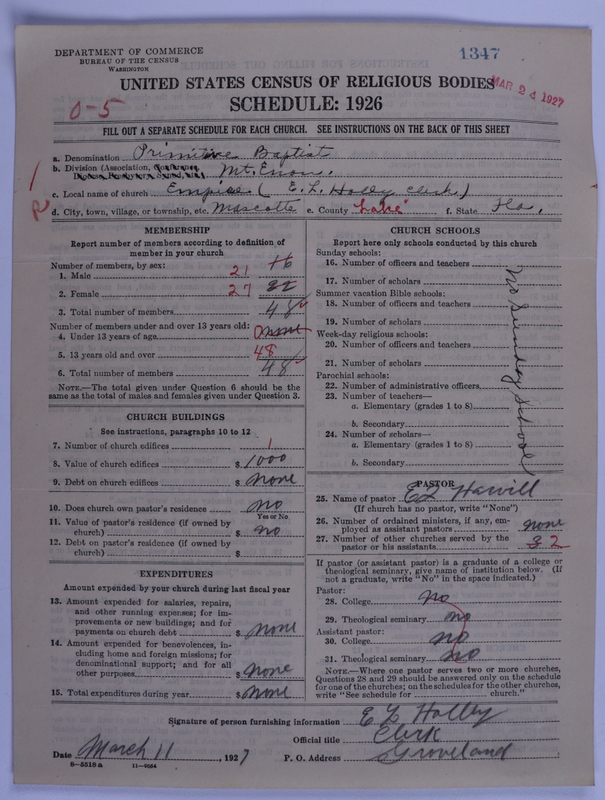 DEPARTMENT OF COMMERCE
BUREAU OF THE CENSUS
WASHINGTON
1347
UNITED STATES CENSUS OF RELIGIOUS BODIES
MAR 24 1927
0-5
SCHEDULE: 1926
FILL OUT A SEPARATE SCHEDULE FOR EACH CHURCH. SEE INSTRUCTIONS ON THE BACK OF THIS SHEET
a. Denomination Primitive Baptist
b. Division (Association, Mt. Enon.
c. Local name of church Empire (E. L. Holley Clerk)
d. City, town, village, or township, etc. Mascotte e. County Lake f. State Fla.
MEMBERSHIP
Report number of members according to definition of
member in your church
Number of members, by sex:
1. Male 21 16
2. Female 27 32
3. Total number of members 48
Number of members under and over 13 years old:
4. Under 13 years of age 0 none
5. 13 years old and over 48
6. Total number of members 48
NOTE.—The total given under Question 6 should be the
same as the total of males and females given under Question 3.
CHURCH BUILDINGS
See instructions, paragraphs 10 to 12
7. Number of church edifices 1
8. Value of church edifices $ 1000
9. Debt on church edifices $ none
10. Does church own pastor's residence no
Yes or No
11. Value of pastor's residence (if owned by
church) $ no
12. Debt on pastor's residence (if owned by
church) $
EXPENDITURES
Amount expended by your church during last fiscal year
13. Amount expended for salaries, repairs,
and other running expenses; for im-
provements or new buildings; and for
payments on church debt $ none
14. Amount expended for benevolences, in-
cluding home and foreign missions; for
denominational support; and for all
other purposes $ none
15. Total expenditures during year $ none
CHURCH SCHOOLS
Report here only schools conducted by this church
Sunday schools:
16. Number of officers and teachers
17. Number of scholars
Summer vacation Bible schools:
18. Number of officers and teachers
19. Number of scholars
Week-day religious schools:
20. Number of officers and teachers
21. Number of scholars
Parochial schools:
22. Number of administrative officers
23. Number of teachers—
a. Elementary (grades 1 to 8)
b. Secondary
24. Number of scholars—
a. Elementary (grades 1 to 8)
b. Secondary
No Sunday School
PASTOR
25. Name of pastor E L
(If church has no pastor, write "None")
26. Number of ordained ministers, if any, em-
ployed as assistant pastors none
27. Number of other churches served by the
pastor or his assistants 3 2
If pastor (or assistant pastor) is a graduate of a college or
theological seminary, give name of institution below. (If
not a graduate, write "No" in the space indicated.)
Pastor:
28. College no
29. Theological seminary no
Assistant pastor:
30. College no
31. Theological seminary no
NOTE.—Where one pastor serves two or more churches,
Questions 28 and 29 should be answered only on the schedule
for one of the churches; on the schedules for the other churches,
write "See schedule for church."
Signature of person furnishing information E L Holley
Official title Clerk
Date March 11, 1927 P. O. Address Groveland
8-5518 a 11-4664